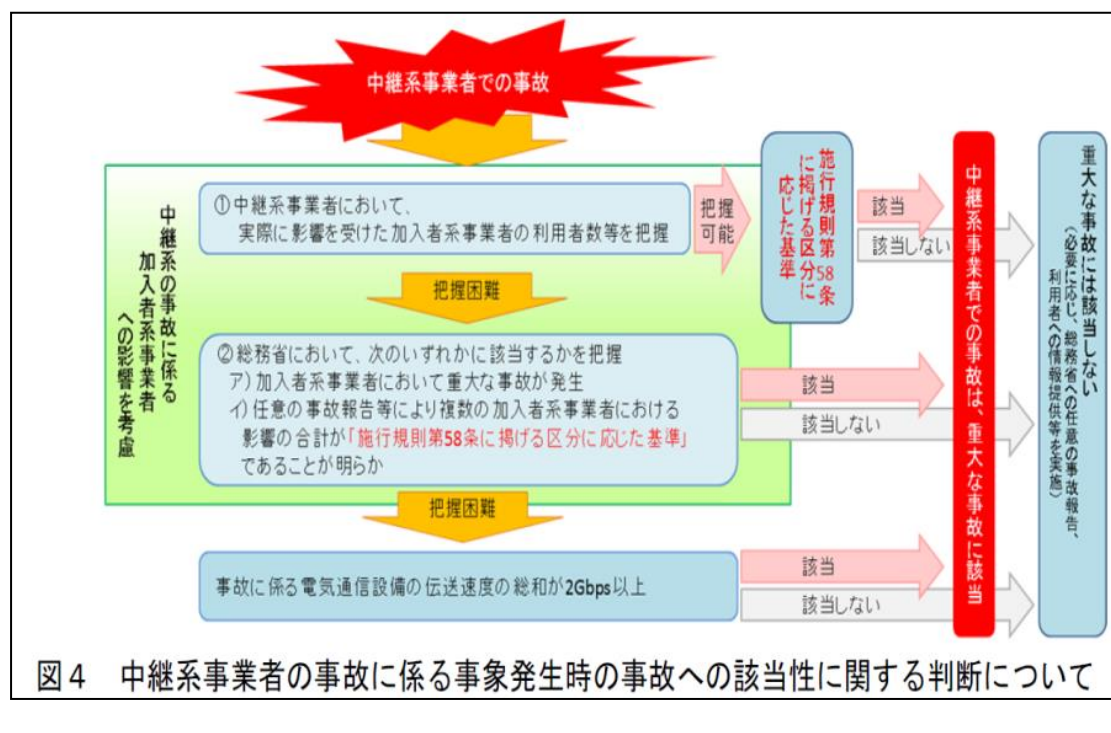 中継系事業者での事故
中継系の事故に係る
加入者系事業者
への影響を考慮
①中継系事業者において、
実際に影響を受けた加入者系事業者の利用者数等を把握
把握
可能
施行規則第58条
に掲げる区分に
応じた基準
該当
該当しない
把握困難
②総務省において、次のいずれかに該当するかを把握
ア)加入者系事業者において重大な事故が発生
イ)任意の事故報告等により複数の加入者系事業者における
影響の合計が「施行規則第58条に掲げる区分に応じた基準」
であることが明らか
該当
該当しない
把握困難
事故に係る電気通信設備の伝送速度の総和が2Gbps以上
該当
該当しない
中継系事業者での事故は、重大な事故に該当
重大な事故には該当しない
(必要に応じ、総務省への任意の事故報告、
利用者への情報提供等を実施)
図4 中継系事業者の事故に係る事象発生時の事故への該当性に関する判断について